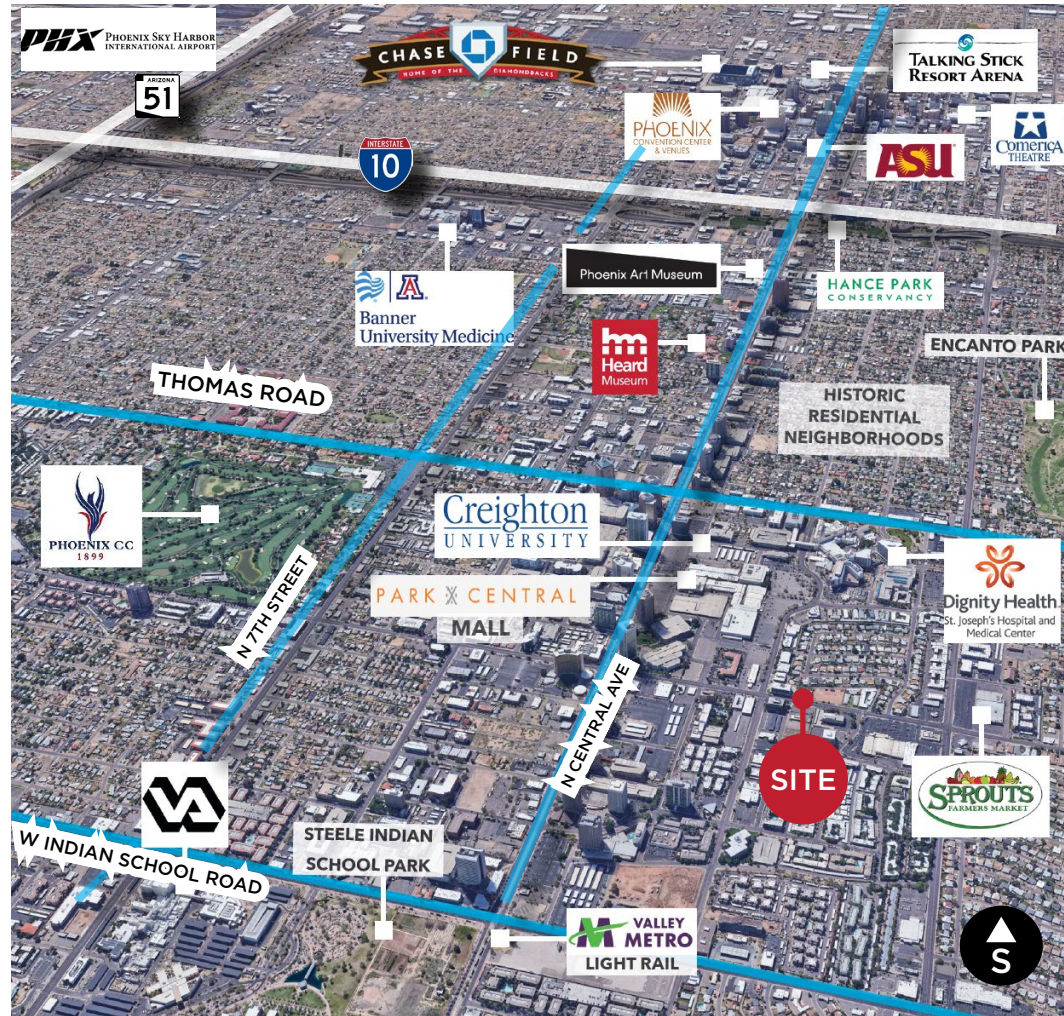 PHX PHOENIX SKY HARBOR
INTERNATIONAL AIRPORT
ARIZONA
51
CHASE FIELD
HOME OF THE DIAMONDBACKS
TALKING STICK
RESORT ARENA
PHOENIX
CONVENTION CENTER
& VENUES
INTERSTATE
10
ASU
Comerica
THEATRE
Phoenix Art Museum
HANCE PARK
CONSERVANCY
A
Banner
University Medicine
hm
Heard
Museum
ENCANTO PARK
THOMAS ROAD
HISTORIC
RESIDENTIAL
NEIGHBORHOODS
PHOENIX CC
1899
Creighton
UNIVERSITY
Dignity Health
St. Joseph's Hospital and
Medical Center
PARK CENTRAL
MALL
N 7TH STREET
N CENTRAL AVE
SITE
SPROUTS
FARMERS MARKET
VA
W INDIAN SCHOOL ROAD
STEELE INDIAN
SCHOOL PARK
M VALLEY
METRO
LIGHT RAIL
S